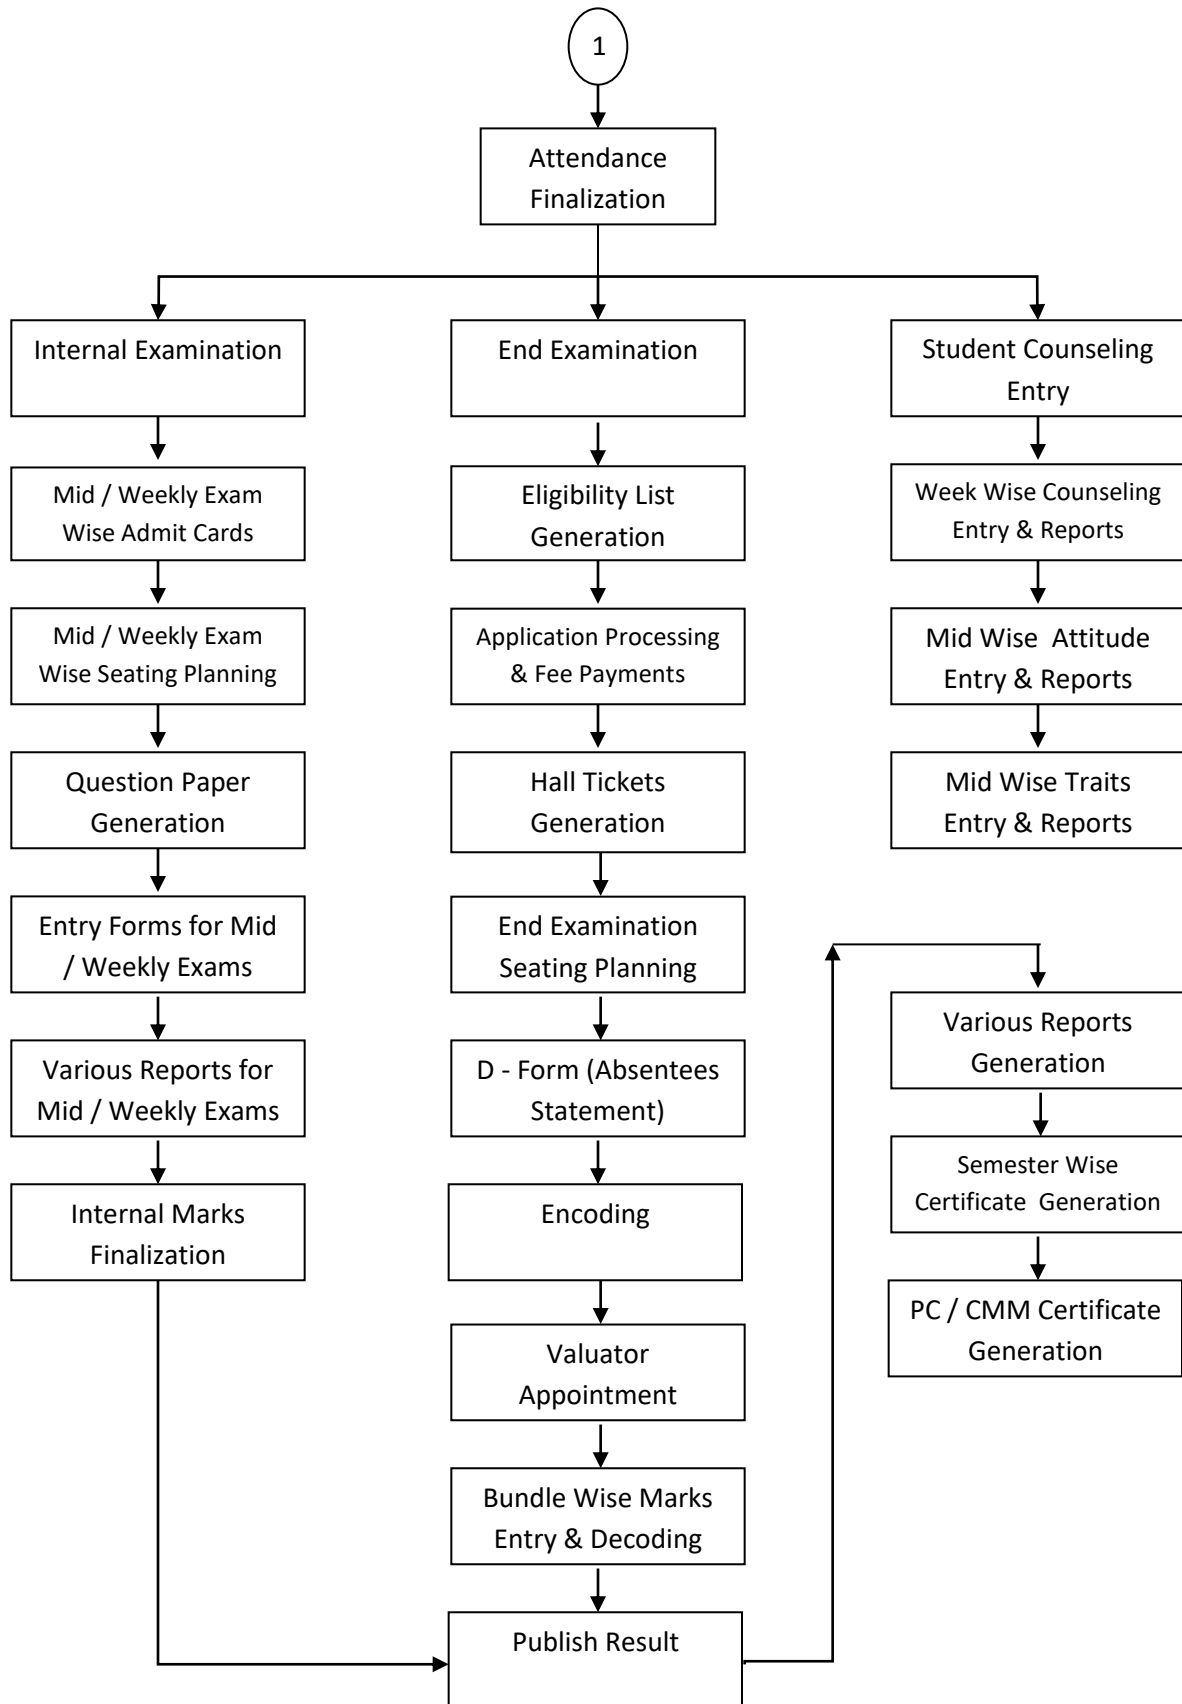 1
Attendance
Finalization
Internal Examination
Mid / Weekly Exam
Wise Admit Cards
Mid / Weekly Exam
Wise Seating Planning
Question Paper
Generation
Entry Forms for Mid
/ Weekly Exams
Various Reports for
Mid / Weekly Exams
Internal Marks
Finalization
End Examination
Eligibility List
Generation
Application Processing
& Fee Payments
Hall Tickets
Generation
End Examination
Seating Planning
D - Form (Absentees
Statement)
Encoding
Valuator
Appointment
Bundle Wise Marks
Entry & Decoding
Publish Result
Student Counseling
Entry
Week Wise Counseling
Entry & Reports
Mid Wise  Attitude
Entry & Reports
Mid Wise Traits
Entry & Reports
Various Reports
Generation
Semester Wise
Certificate  Generation
PC / CMM Certificate
Generation